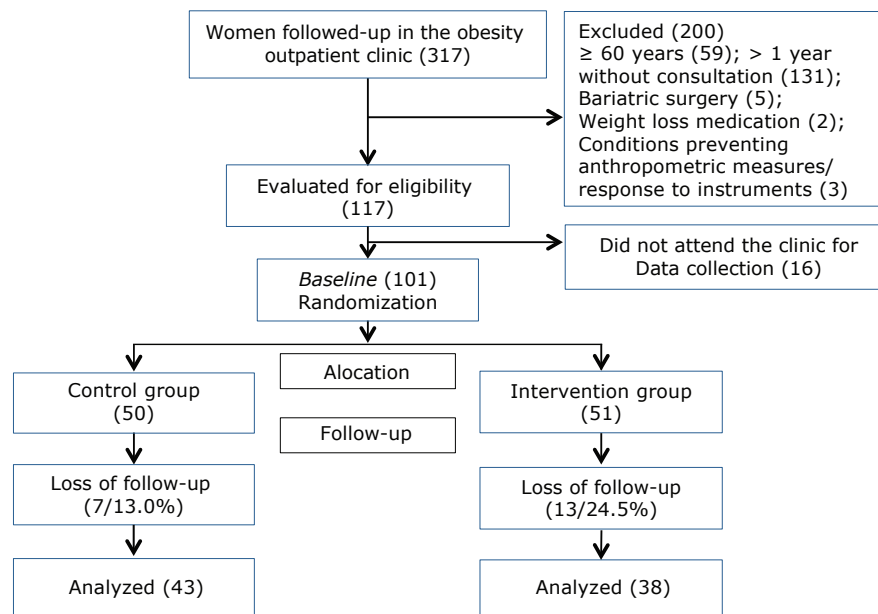 Women followed-up in the obesity
outpatient clinic (317)
Excluded (200)
≥ 60 years (59); > 1 year
without consultation (131);
Bariatric surgery (5);
Weight loss medication (2);
Conditions preventing
anthropometric measures/
response to instruments (3)
Evaluated for eligibility
(117)
Did not attend the clinic for
Data collection (16)
Baseline (101)
Randomization
Alocation
Control group
(50)
Intervention group
(51)
Follow-up
Loss of follow-up
(7/13.0%)
Loss of follow-up
(13/24.5%)
Analyzed (43)
Analyzed (38)